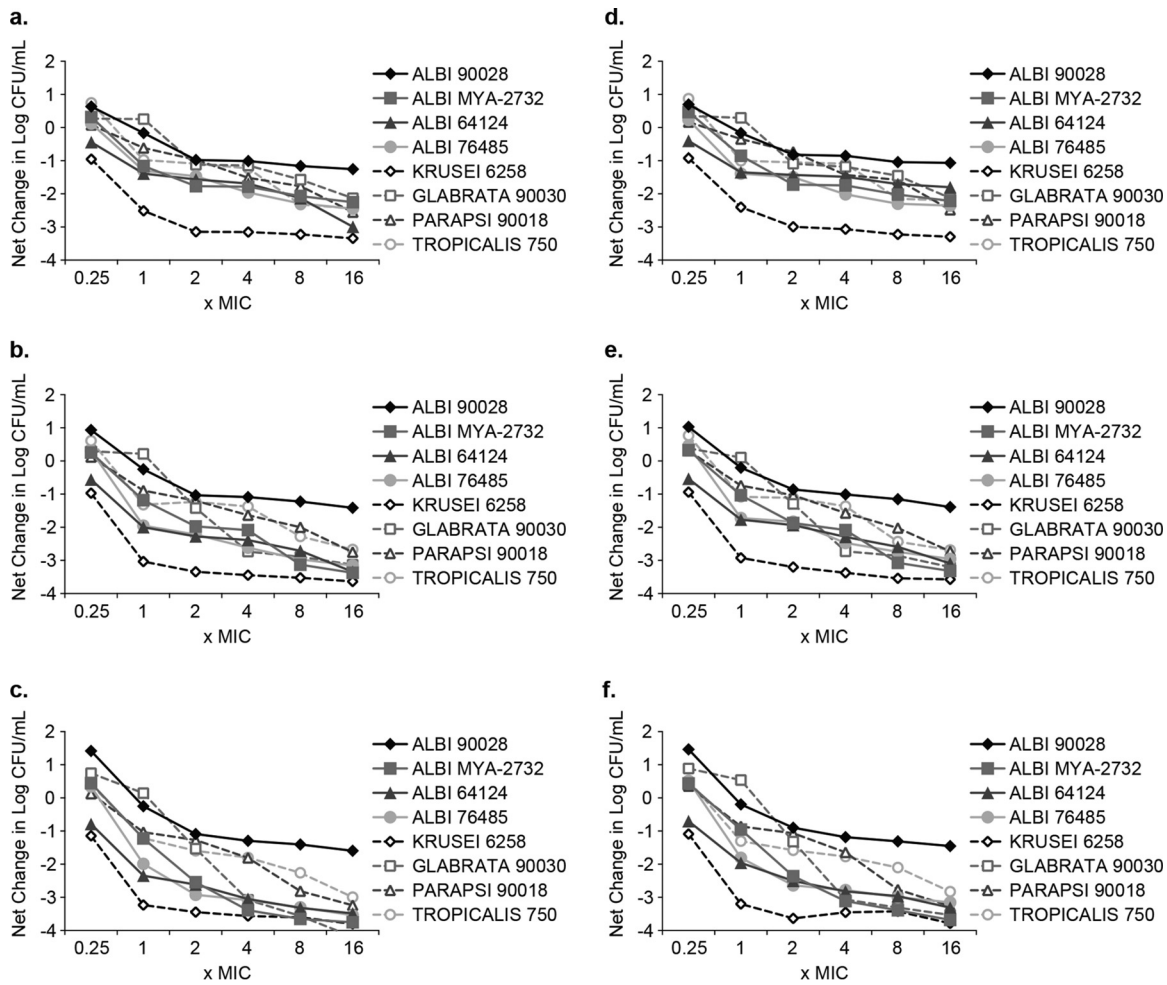 a.
Net Change in Log CFU/mL
2
1
0
-1
-2
-3
-4
0.25 1 2 4 8 16
x MIC
ALBI 90028
ALBI MYA-2732
ALBI 64124
ALBI 76485
KRUSEI 6258
GLABRATA 90030
PARAPSI 90018
TROPICALIS 750
d.
Net Change in Log CFU/mL
2
1
0
-1
-2
-3
-4
0.25 1 2 4 8 16
x MIC
ALBI 90028
ALBI MYA-2732
ALBI 64124
ALBI 76485
KRUSEI 6258
GLABRATA 90030
PARAPSI 90018
TROPICALIS 750
b.
Net Change in Log CFU/mL
2
1
0
-1
-2
-3
-4
0.25 1 2 4 8 16
x MIC
ALBI 90028
ALBI MYA-2732
ALBI 64124
ALBI 76485
KRUSEI 6258
GLABRATA 90030
PARAPSI 90018
TROPICALIS 750
e.
Net Change in Log CFU/mL
2
1
0
-1
-2
-3
-4
0.25 1 2 4 8 16
x MIC
ALBI 90028
ALBI MYA-2732
ALBI 64124
ALBI 76485
KRUSEI 6258
GLABRATA 90030
PARAPSI 90018
TROPICALIS 750
c.
Net Change in Log CFU/mL
2
1
0
-1
-2
-3
-4
0.25 1 2 4 8 16
x MIC
ALBI 90028
ALBI MYA-2732
ALBI 64124
ALBI 76485
KRUSEI 6258
GLABRATA 90030
PARAPSI 90018
TROPICALIS 750
f.
Net Change in Log CFU/mL
2
1
0
-1
-2
-3
-4
0.25 1 2 4 8 16
x MIC
ALBI 90028
ALBI MYA-2732
ALBI 64124
ALBI 76485
KRUSEI 6258
GLABRATA 90030
PARAPSI 90018
TROPICALIS 750